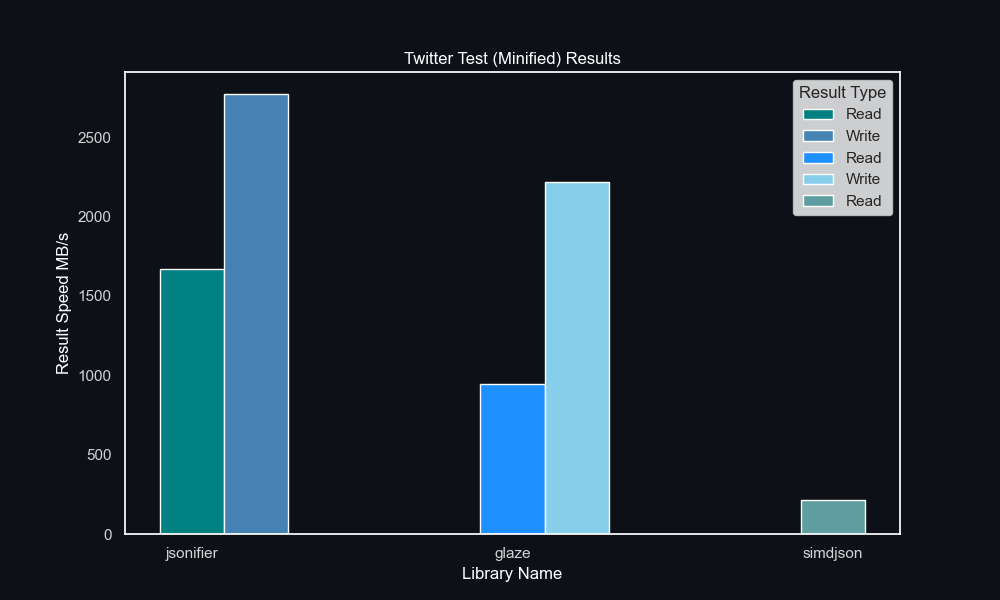 Twitter Test (Minified) Results
Result Type
Read
Write
Read
Write
Read
2500
2000
1500
1000
500
0
Result Speed MB/s
jsonifier
glaze
simdjson
Library Name